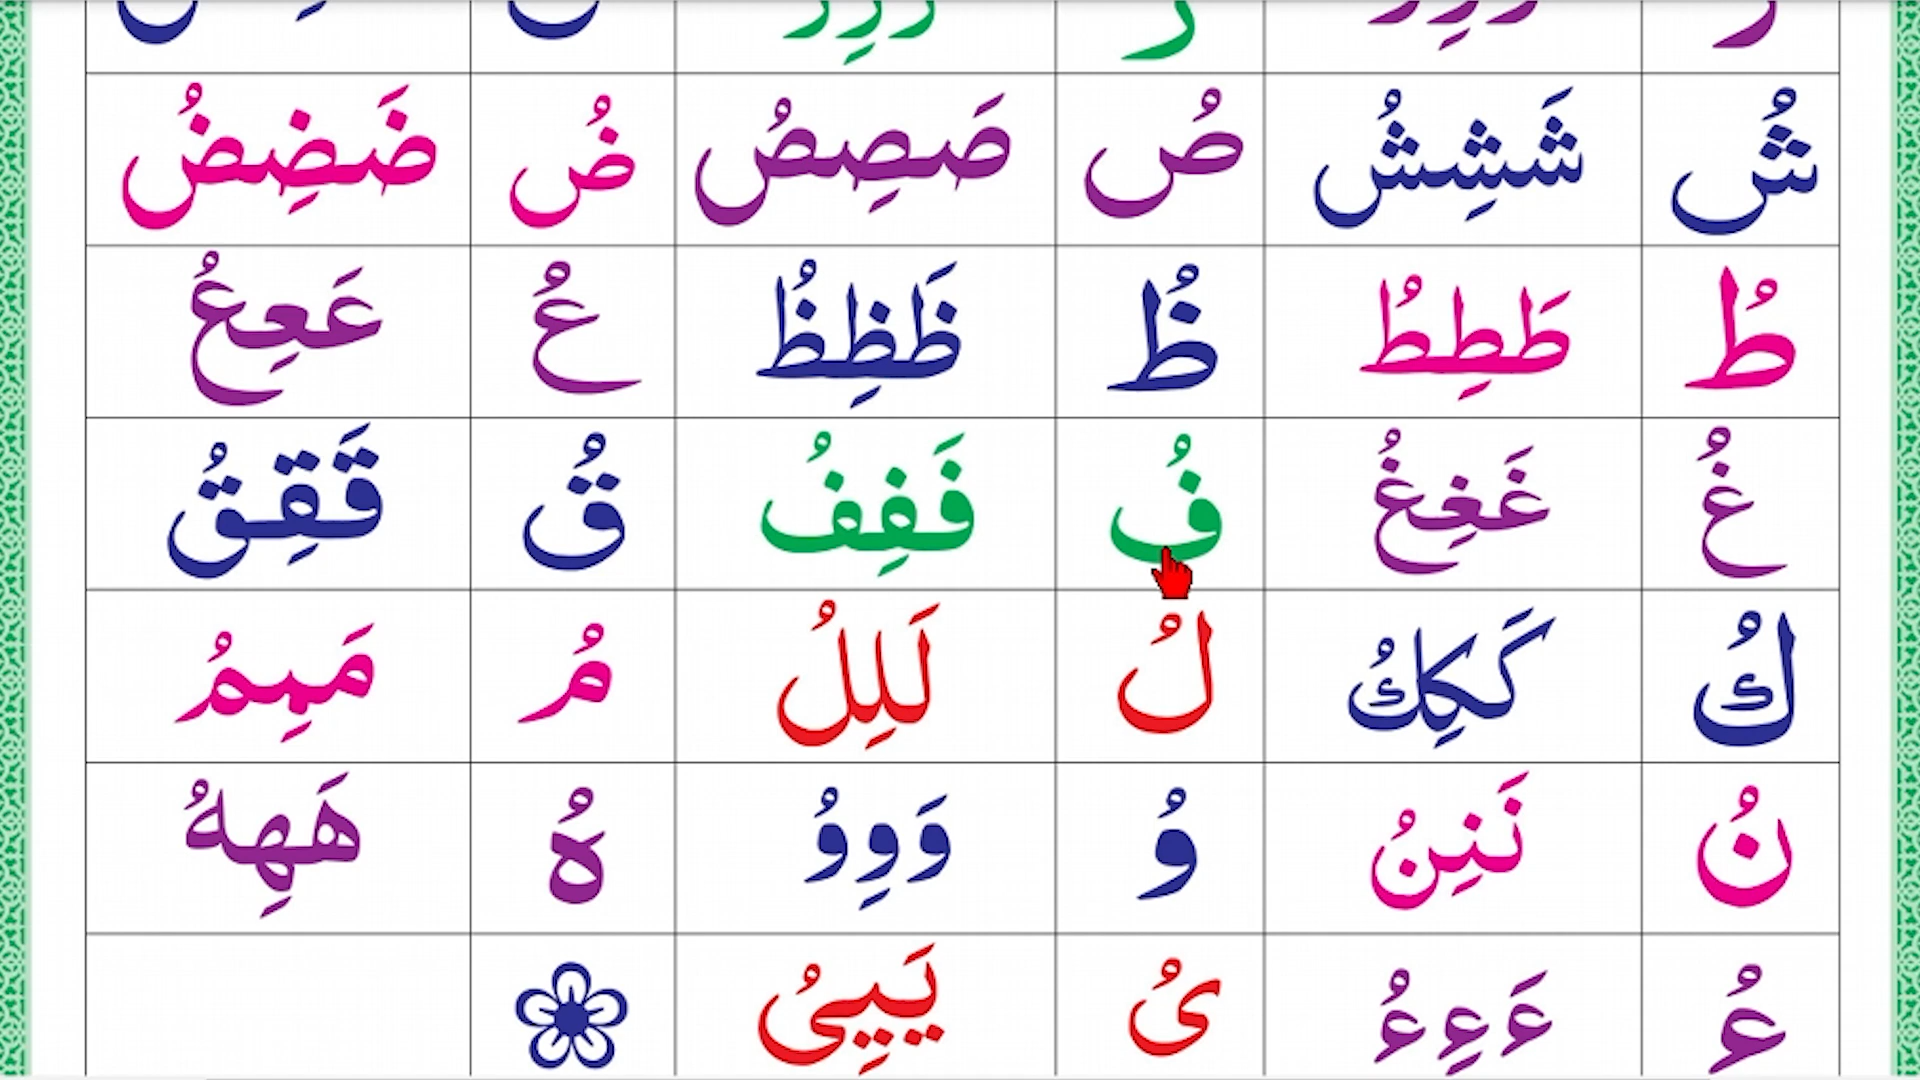 شُ شَشِشُ صُ صَصِصُ ضُ ضَضِضُ
طُ طَطِطُ ظُ ظَظِظُ عُ عَعِعُ
غُ غَغِغُ فُ فَفِفُ قُ قَقِقُ
كُ كَكِكُ لُ لَلِلُ مُ مَمِمُ
نُ نَنِنُ وُ وَوِوُ هُ هَهِهُ
ءُ ءَءِءُ ىُ يَيِىُ